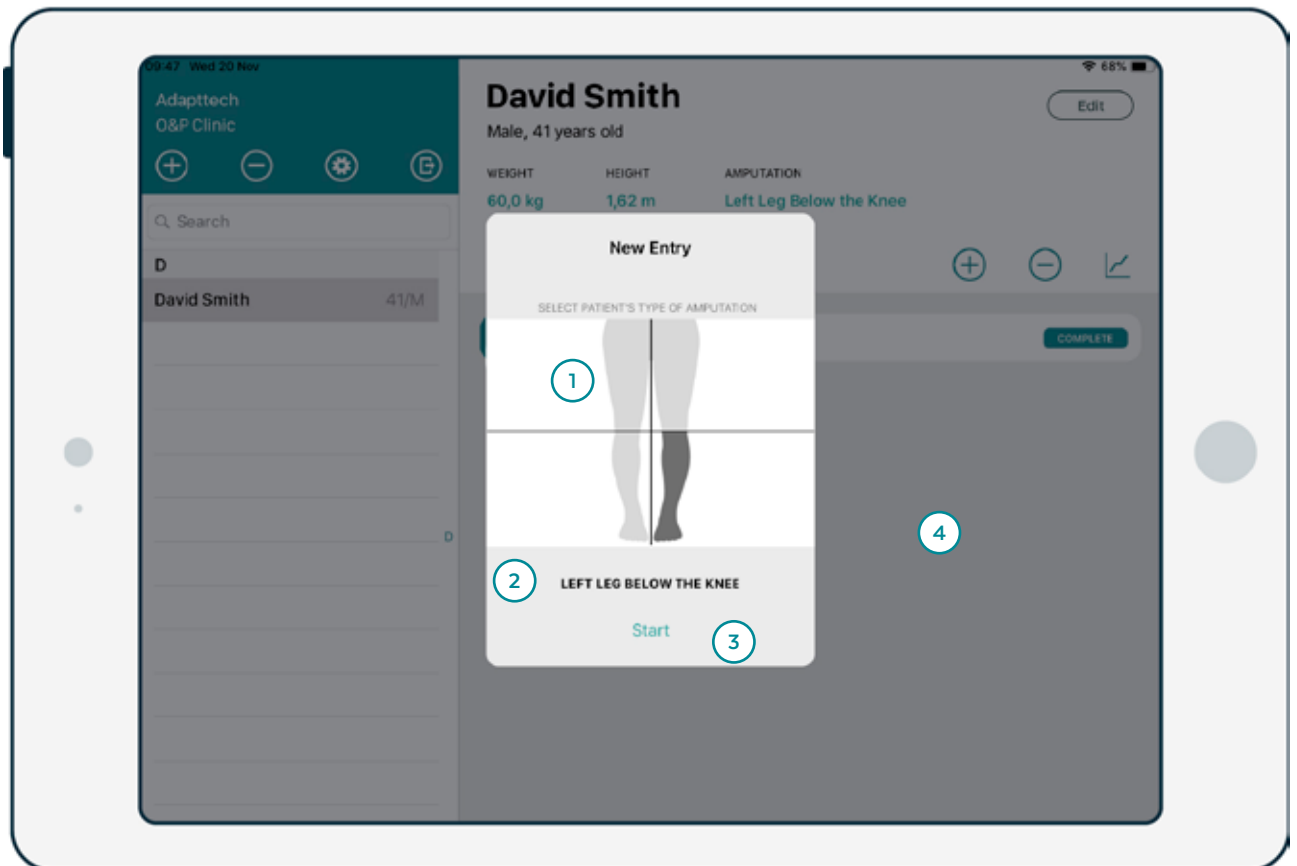 09:47 Wed 20 Nov
68%
Adapttech
O&P Clinic
Search
D
David Smith 41/M
D
David Smith
Edit
Male, 41 years old
WEIGHT HEIGHT AMPUTATION
60,0 kg 1,62 m Left Leg Below the Knee
COMPLETE
New Entry
SELECT PATIENT'S TYPE OF AMPUTATION
1
2
LEFT LEG BELOW THE KNEE
Start
3
4